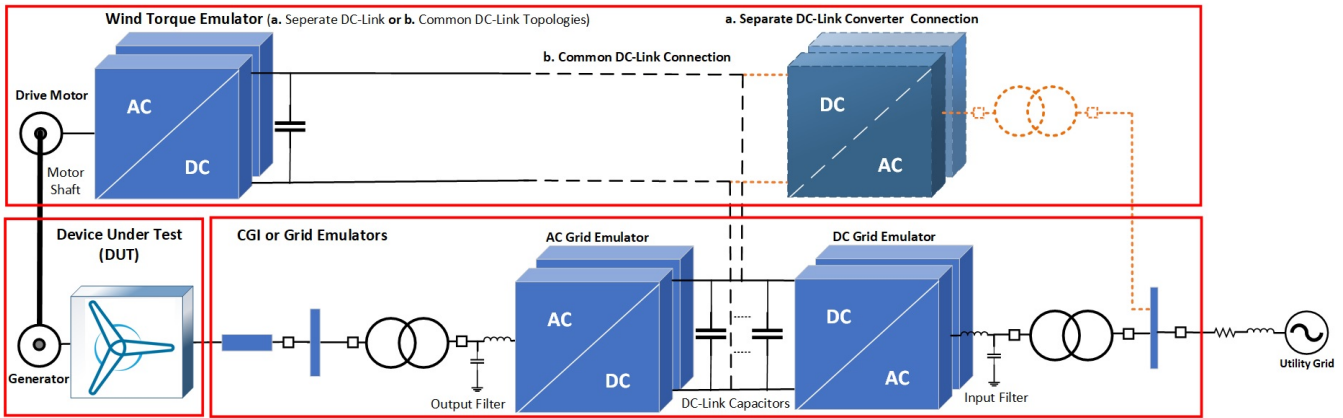 Wind Torque Emulator (a. Seperate DC-Link or b. Common DC-Link Topologies)
a. Separate DC-Link Converter Connection
b. Common DC-Link Connection
Drive Motor
AC
DC
DC
AC
Motor
Shaft
Device Under Test
(DUT)
CGI or Grid Emulators
AC Grid Emulator
DC Grid Emulator
AC
DC
DC
AC
Generator
Output Filter
DC-Link Capacitors
Input Filter
Utility Grid